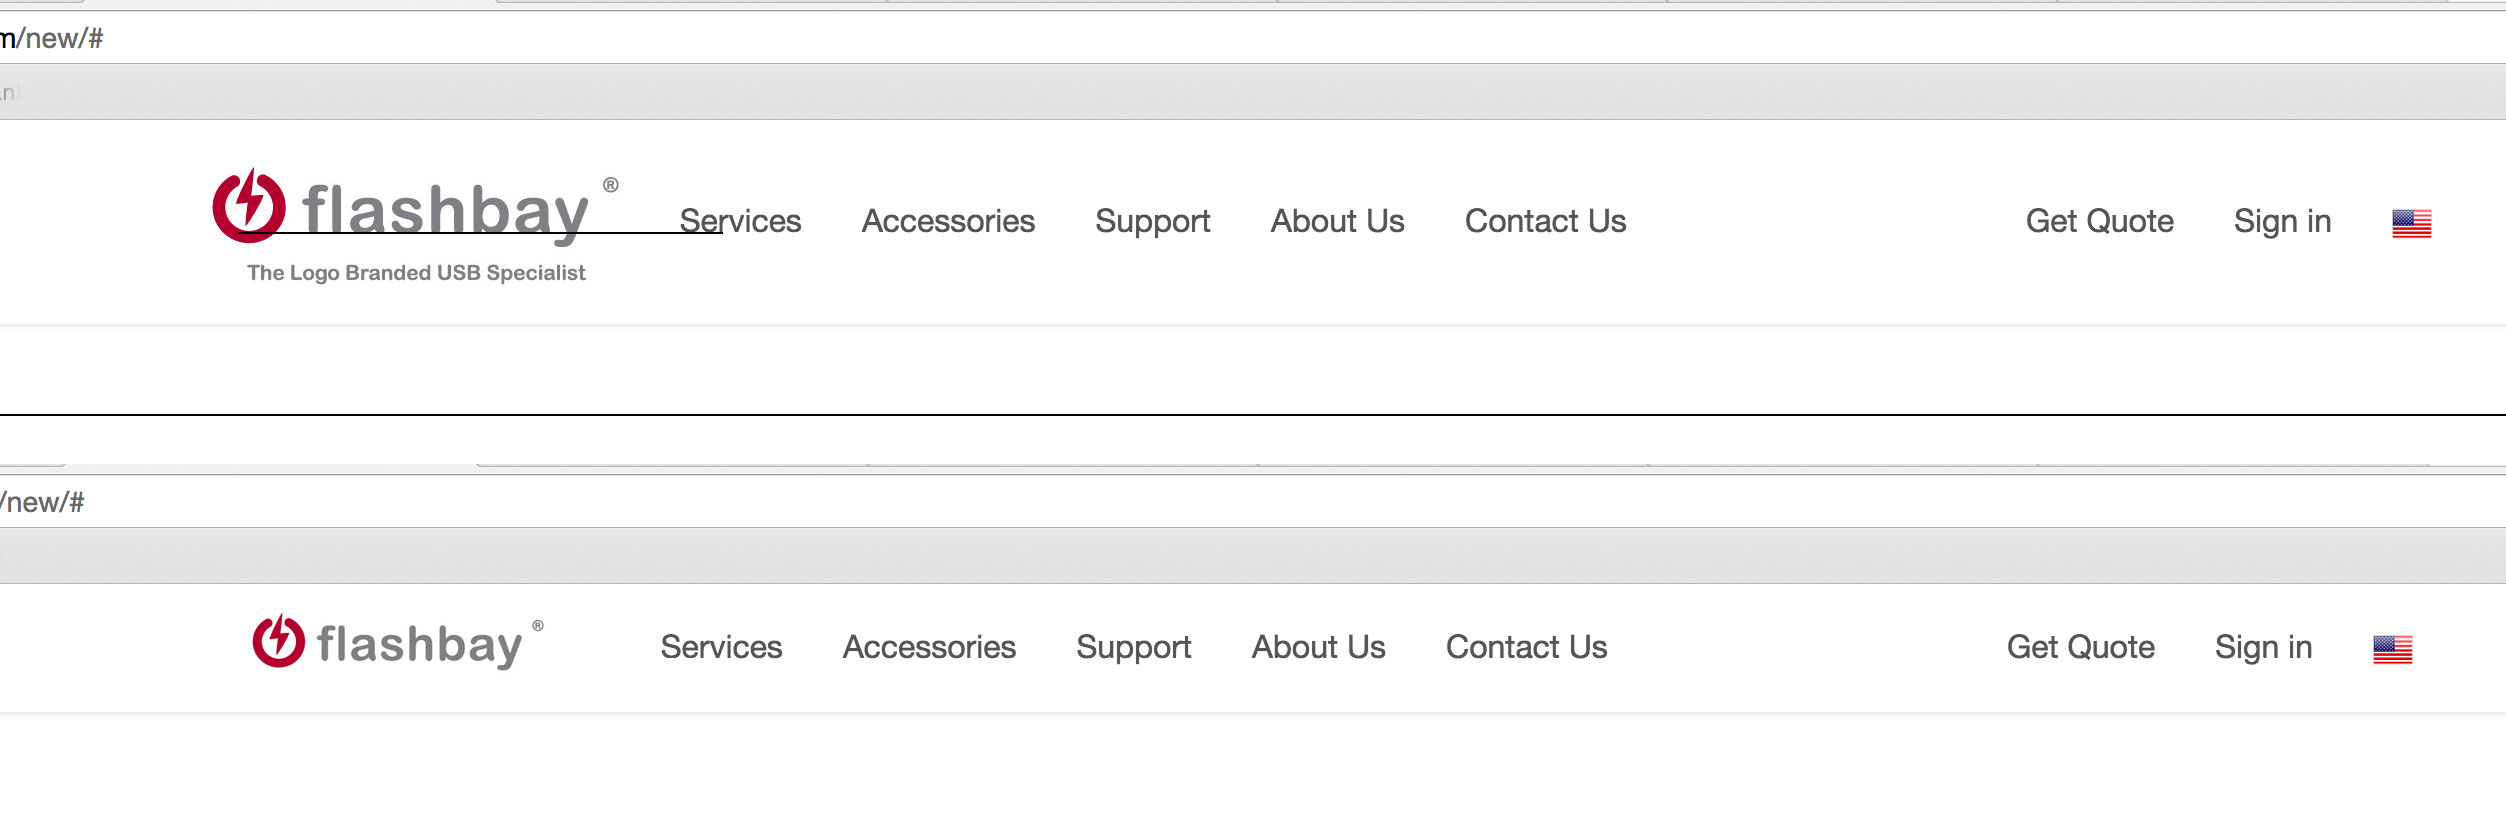 m/new/#
flashbay ®
Services Accessories Support About Us Contact Us Get Quote Sign in
The Logo Branded USB Specialist
/new/#
flashbay ®
Services Accessories Support About Us Contact Us Get Quote Sign in